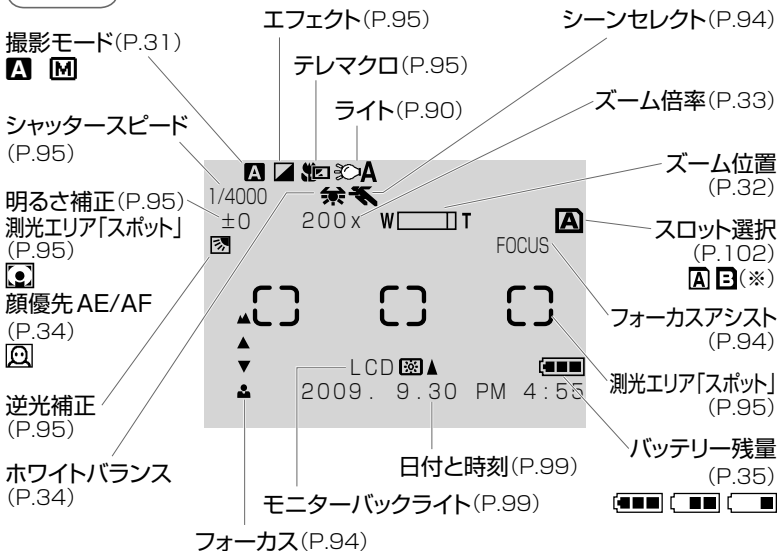 エフェクト(P.95)
シーンセレクト(P.94)
撮影モード(P.31)
A M
テレマクロ(P.95)
ライト(P.90)
ズーム倍率(P.33)
シャッタースピード
(P.95)
ズーム位置
(P.32)
A A
1/4000
明るさ補正(P.95)
±0 200x W T A
測光エリア「スポット」
(P.95)
スロット選択
(P.102)
A B(※)
FOCUS
顔優先AE/AF
(P.34)
フォーカスアシスト
(P.94)
LCD
2009. 9.30 PM 4:55
測光エリア「スポット」
(P.95)
逆光補正
(P.95)
バッテリー残量
(P.35)
日付と時刻(P.99)
ホワイトバランス
(P.34)
モニターバックライト(P.99)
フォーカス(P.94)